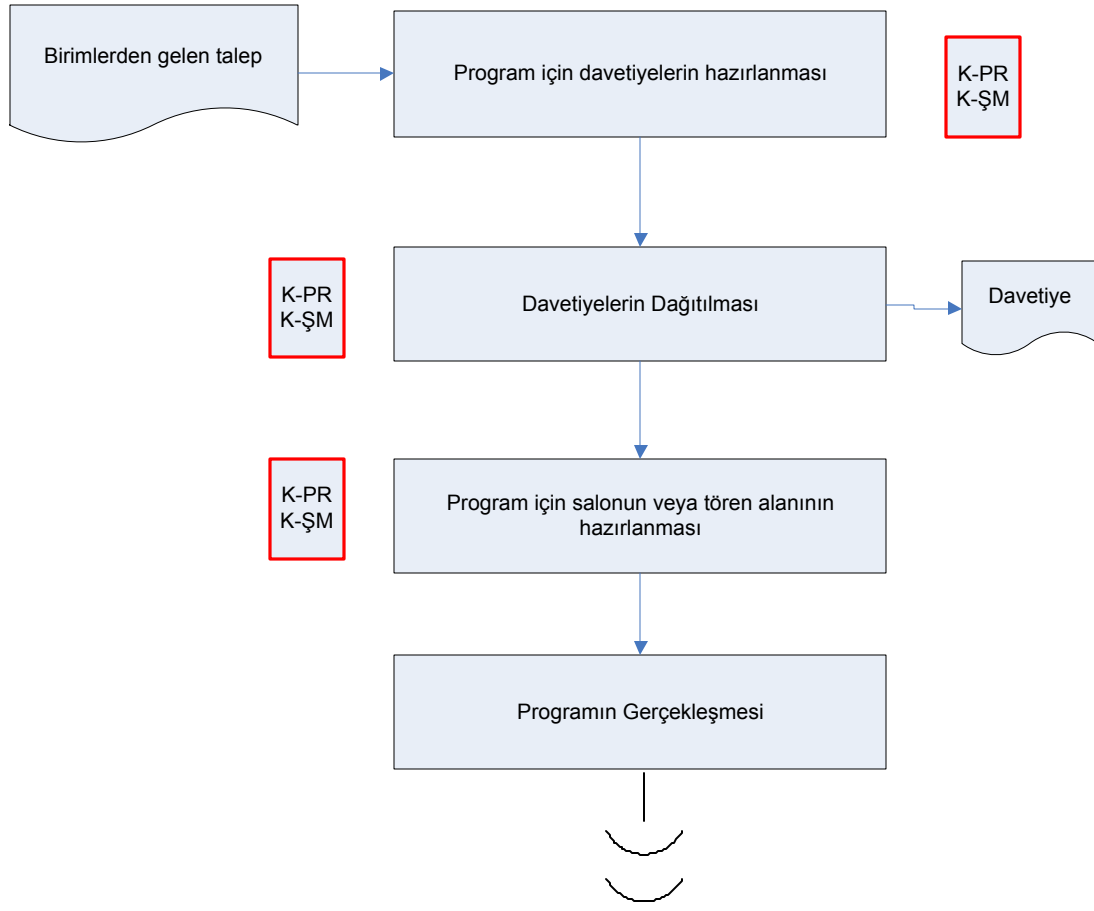 Birimlerden gelen talep
Program için davetiyelerin hazırlanması
K-PR
K-ŞM
K-PR
K-ŞM
Davetiyelerin Dağıtılması
Davetiye
K-PR
K-ŞM
Program için salonun veya tören alanının
hazırlanması
Programın Gerçekleşmesi